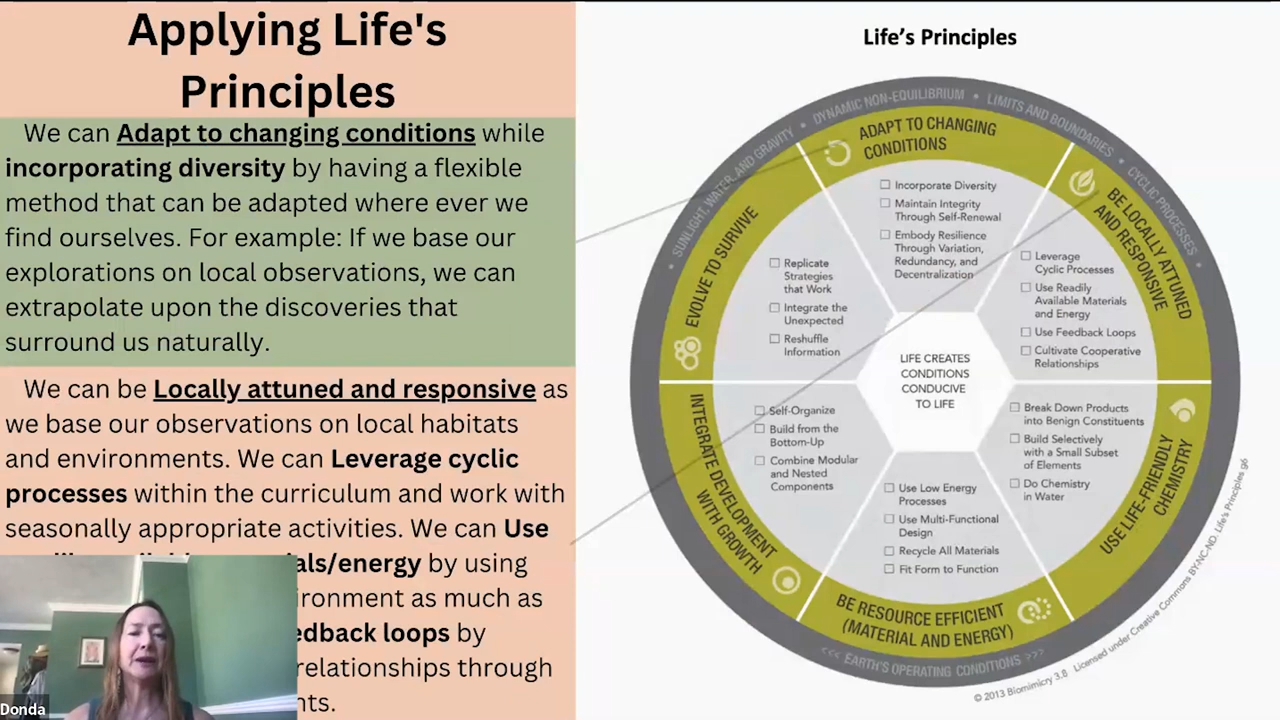 Applying Life's
Principles
We can Adapt to changing conditions while
incorporating diversity by having a flexible
method that can be adapted where ever we
find ourselves. For example: If we base our
explorations on local observations, we can
extrapolate upon the discoveries that
surround us naturally.
We can be Locally attuned and responsive as
we base our observations on local habitats
and environments. We can Leverage cyclic
processes within the curriculum and work with
seasonally appropriate activities. We can Use
by using
as much as
by
relationships through
Donda
Life's Principles
SUNLIGHT, WATER, AND GRAVITY • DYNAMIC NON-EQUILIBRIUM • LIMITS AND BOUNDARIES • CYCLIC PROCESSES •
ADAPT TO CHANGING
CONDITIONS
Incorporate Diversity
Maintain Integrity
Through Self-Renewal
Embody Resilience
Through Variation,
Redundancy, and
Decentralization
BE LOCALLY ATTUNED
AND RESPONSIVE
Leverage
Cyclic Processes
Use Readily
Available Materials
and Energy
Use Feedback Loops
Cultivate Cooperative
Relationships
USE LIFE-FRIENDLY
CHEMISTRY
Break Down Products
into Benign Constituents
Build Selectively
with a Small Subset
of Elements
Do Chemistry
in Water
BE RESOURCE EFFICIENT
(MATERIAL AND ENERGY)
Use Low Energy
Processes
Use Multi-Functional
Design
Recycle All Materials
Fit Form to Function
INTEGRATE DEVELOPMENT
WITH GROWTH
Self-Organize
Build from the
Bottom-Up
Combine Modular
and Nested
Components
EVOLVE TO SURVIVE
Replicate
Strategies
that Work
Integrate the
Unexpected
Reshuffle
Information
LIFE CREATES
CONDITIONS
CONDUCIVE
TO LIFE
<<< EARTH'S OPERATING CONDITIONS >>>
© 2013 Biomimicry 3.8 Licensed under Creative Commons BY-NC-ND. Life's Principles g6